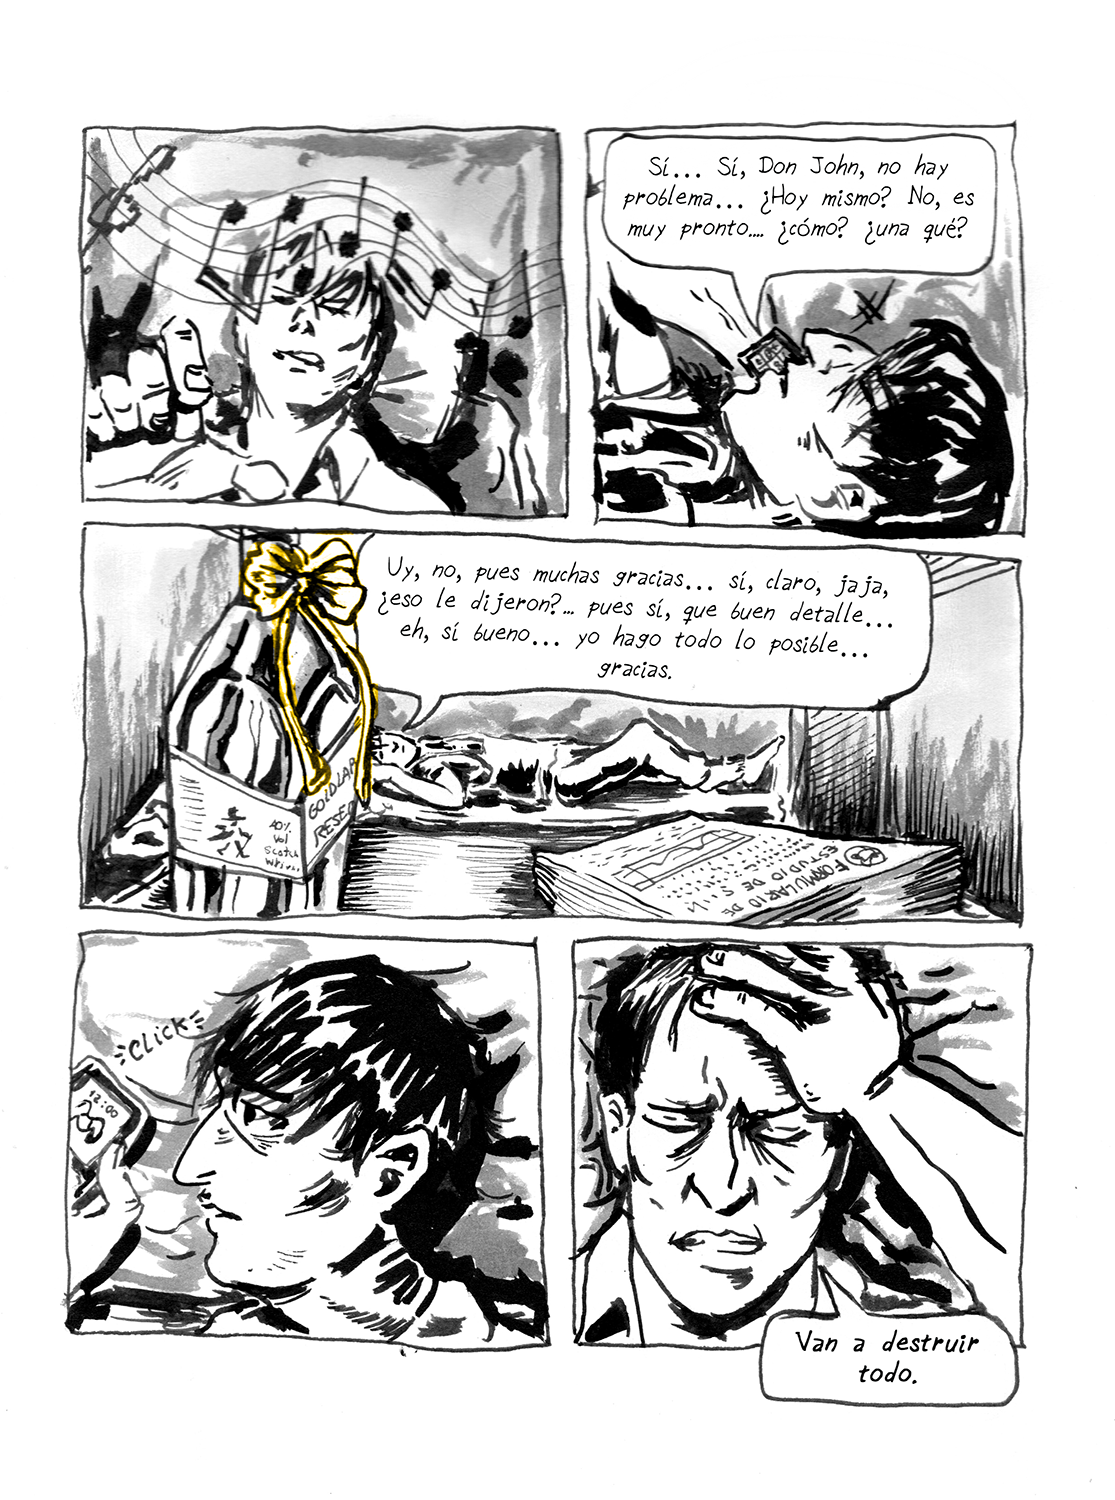 Sí... Sí, Don John, no hay
problema... ¿Hoy mismo? No, es
muy pronto.... ¿cómo? ¿una qué?
Uy, no, pues muchas gracias... sí, claro, jaja,
¿eso le dijeron?... pues sí, que buen detalle...
eh, sí bueno... yo hago todo lo posible...
gracias.
GOLDLAB
RESER
40%
Vol
Scotch
FORMULARIO DE
ESTUDIO DE
CLICK
12:00
Van a destruir
todo.